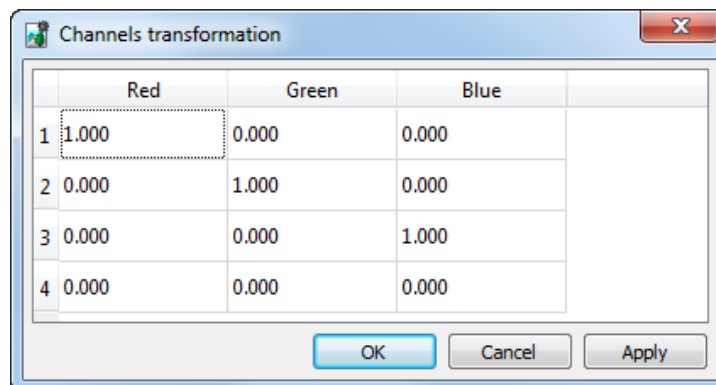 Channels transformation
Red Green Blue
1 1.000 0.000 0.000
2 0.000 1.000 0.000
3 0.000 0.000 1.000
4 0.000 0.000 0.000
OK Cancel Apply